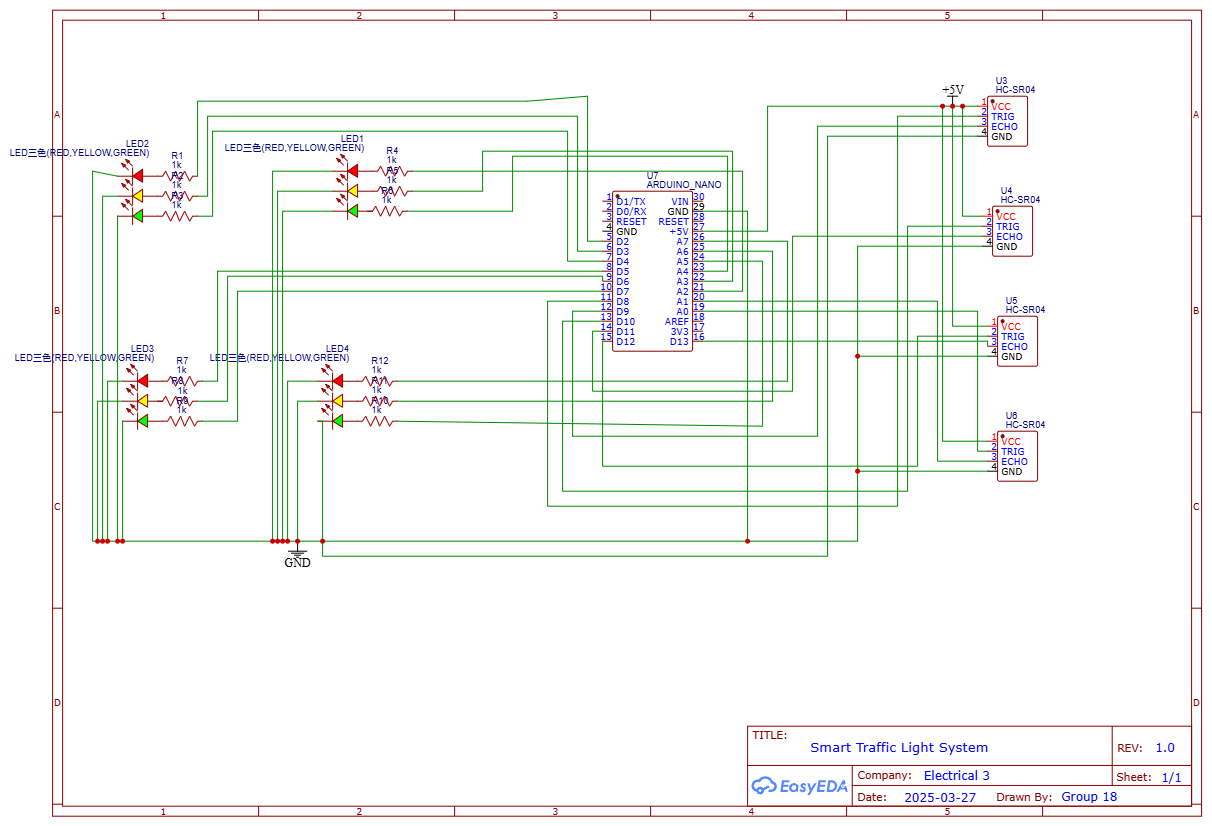 1 2 3 4 5
A A
B B
C C
D D
LED2
LED三色(RED,YELLOW,GREEN)
R1
1k
R2
1k
R3
1k
LED1
LED三色(RED,YELLOW,GREEN)
R4
1k
R5
1k
R6
1k
U7
ARDUINO_NANO
1 D1/TX VIN 30
2 D0/RX GND 29
3 RESET RESET 28
4 GND +5V 27
5 D2 A7 26
6 D3 A6 25
7 D4 A5 24
8 D5 A4 23
9 D6 A3 22
10 D7 A2 21
11 D8 A1 20
12 D9 A0 19
13 D10 AREF 18
14 D11 3V3 17
15 D12 D13 16
+5V
U3
HC-SR04
1 VCC
2 TRIG
3 ECHO
4 GND
U4
HC-SR04
1 VCC
2 TRIG
3 ECHO
4 GND
U5
HC-SR04
1 VCC
2 TRIG
3 ECHO
4 GND
U6
HC-SR04
1 VCC
2 TRIG
3 ECHO
4 GND
LED3
LED三色(RED,YELLOW,GREEN)
R7
1k
R8
1k
R9
1k
LED4
LED三色(RED,YELLOW,GREEN)
R12
1k
R11
1k
R10
1k
GND
TITLE:
Smart Traffic Light System
REV: 1.0
EasyEDA
Company: Electrical 3
Sheet: 1/1
Date: 2025-03-27 Drawn By: Group 18
1 2 3 4 5